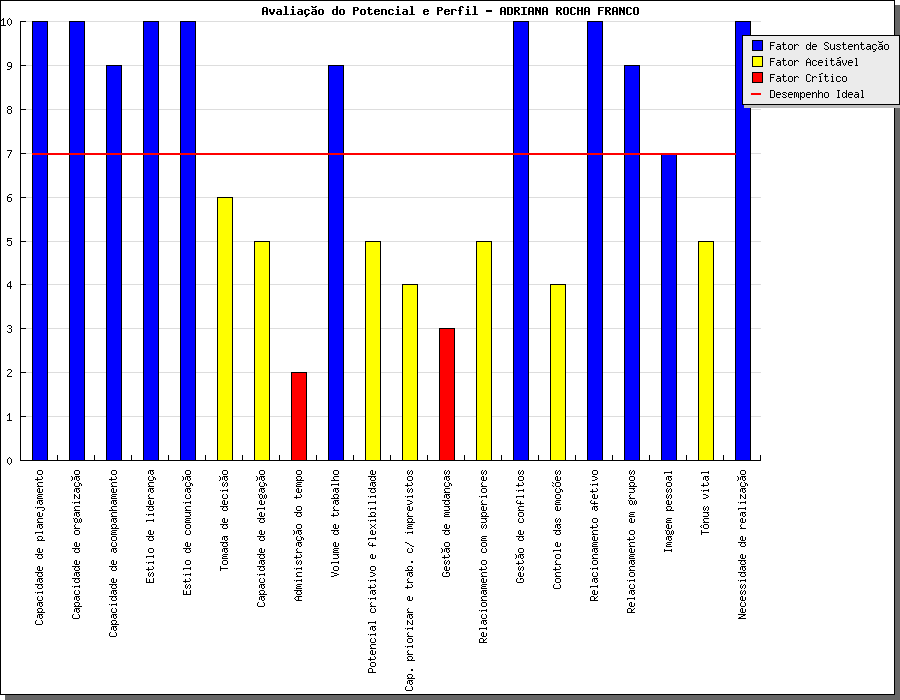 Avaliação do Potencial e Perfil - ADRIANA ROCHA FRANCO
Fator de Sustentação
Fator Aceitável
Fator Crítico
Desempenho Ideal
10
9
8
7
6
5
4
3
2
1
0
Capacidade de planejamento
Capacidade de organização
Capacidade de acompanhamento
Estilo de liderança
Estilo de comunicação
Tomada de decisão
Capacidade de delegação
Administração do tempo
Volume de trabalho
Potencial criativo e flexibilidade
Cap. priorizar e trab. c/ imprevistos
Gestão de mudanças
Relacionamento com superiores
Gestão de conflitos
Controle das emoções
Relacionamento afetivo
Relacionamento em grupos
Imagem pessoal
Tônus vital
Necessidade de realização